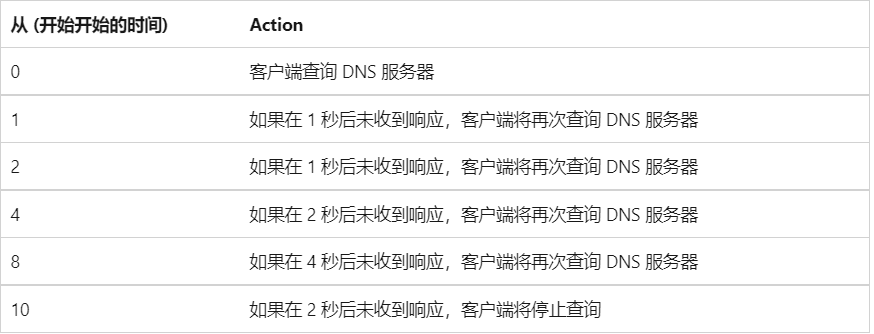 从 (开始开始的时间) Action
0 客户端查询 DNS 服务器
1 如果在 1 秒后未收到响应，客户端将再次查询 DNS 服务器
2 如果在 1 秒后未收到响应，客户端将再次查询 DNS 服务器
4 如果在 2 秒后未收到响应，客户端将再次查询 DNS 服务器
8 如果在 4 秒后未收到响应，客户端将再次查询 DNS 服务器
10 如果在 2 秒后未收到响应，客户端将停止查询